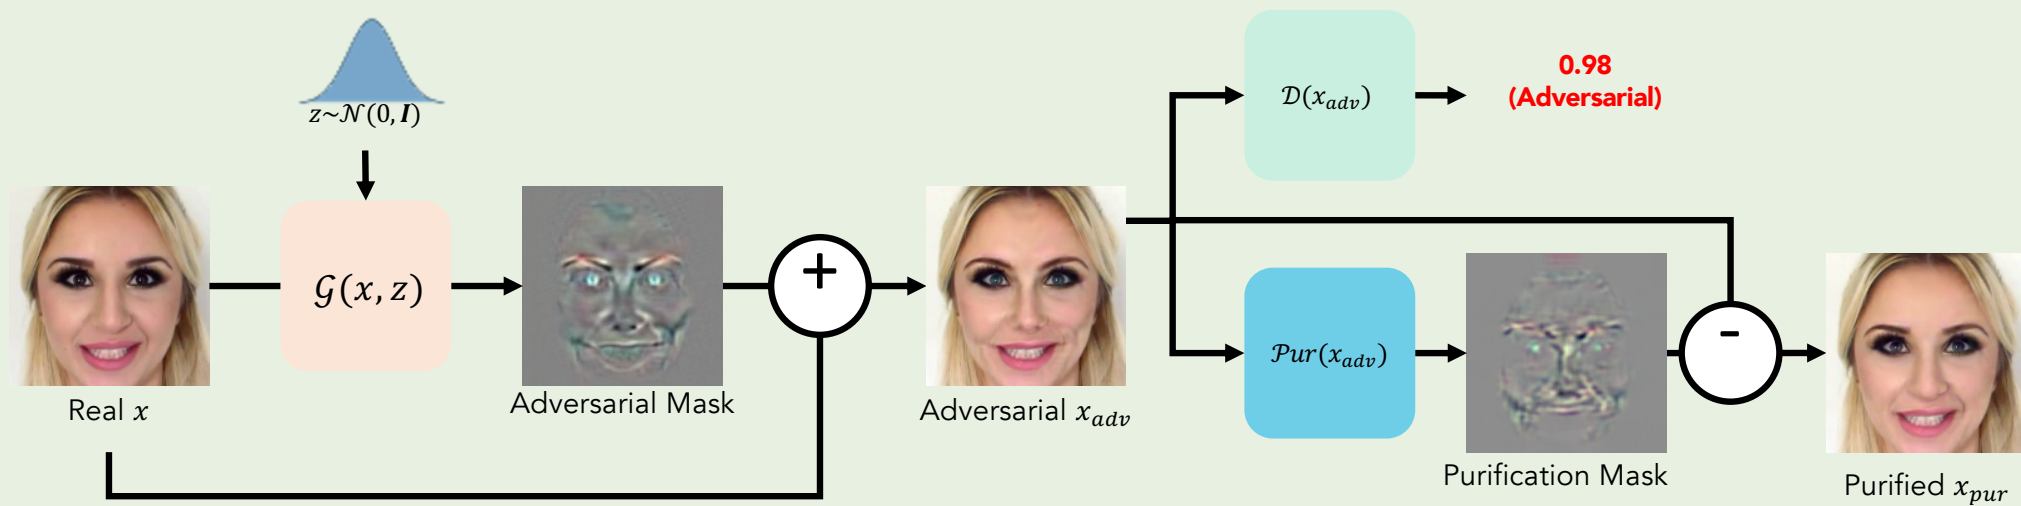 z~𝒩(0, I)
Real x
𝒢(x, z)
Adversarial Mask
+
Adversarial x_adv
𝒟(x_adv)
0.98
(Adversarial)
𝒫ur(x_adv)
Purification Mask
-
Purified x_pur